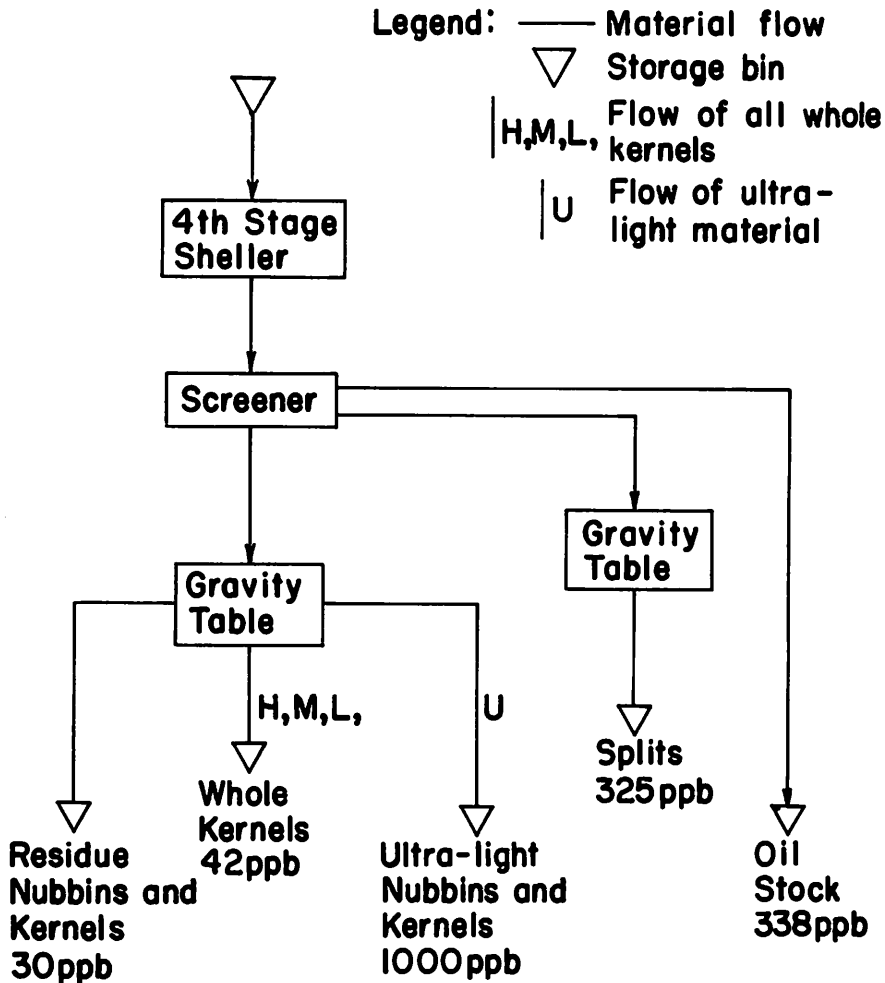 Legend: Material flow
Storage bin
H,M,L, Flow of all whole
kernels
U Flow of ultra-
light material
4th Stage
Sheller
Screener
Gravity
Table
Gravity
Table
H,M,L,
U
Splits
325ppb
Whole
Kernels
42ppb
Residue
Nubbins and
Kernels
30ppb
Ultra-light
Nubbins and
Kernels
1000ppb
Oil
Stock
338ppb